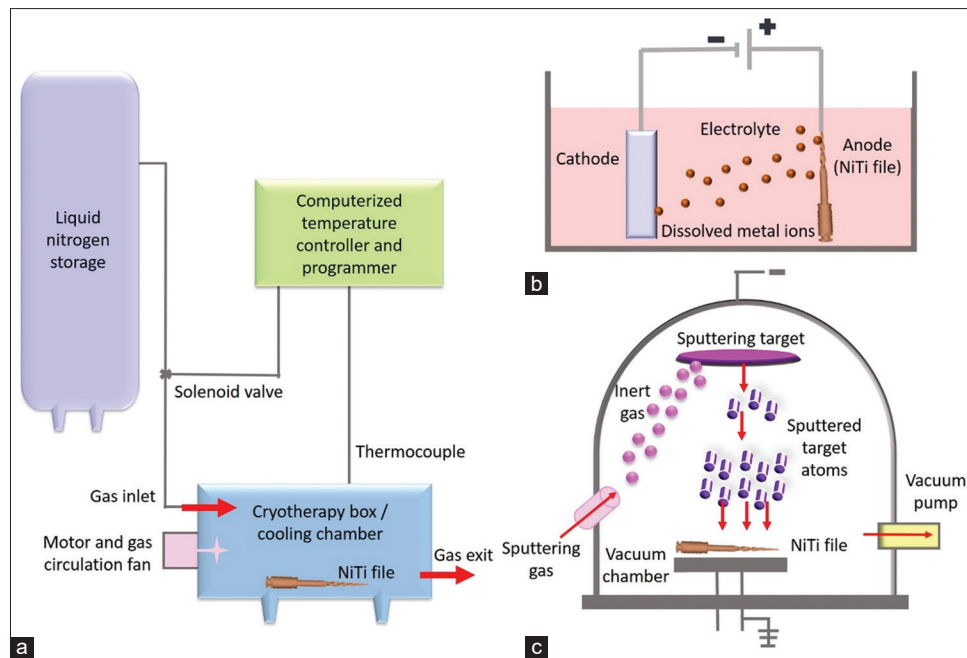 Liquid
nitrogen
storage
Computerized
temperature
controller and
programmer
Solenoid valve
Thermocouple
Gas inlet
Cryotherapy box /
cooling chamber
Motor and gas
circulation fan
NiTi file
Gas exit
a
Cathode
Electrolyte
Anode
(NiTi file)
Dissolved metal ions
b
Sputtering target
Inert
gas
Sputtered
target
atoms
Vacuum
pump
Sputtering
gas
Vacuum
chamber
NiTi file
c